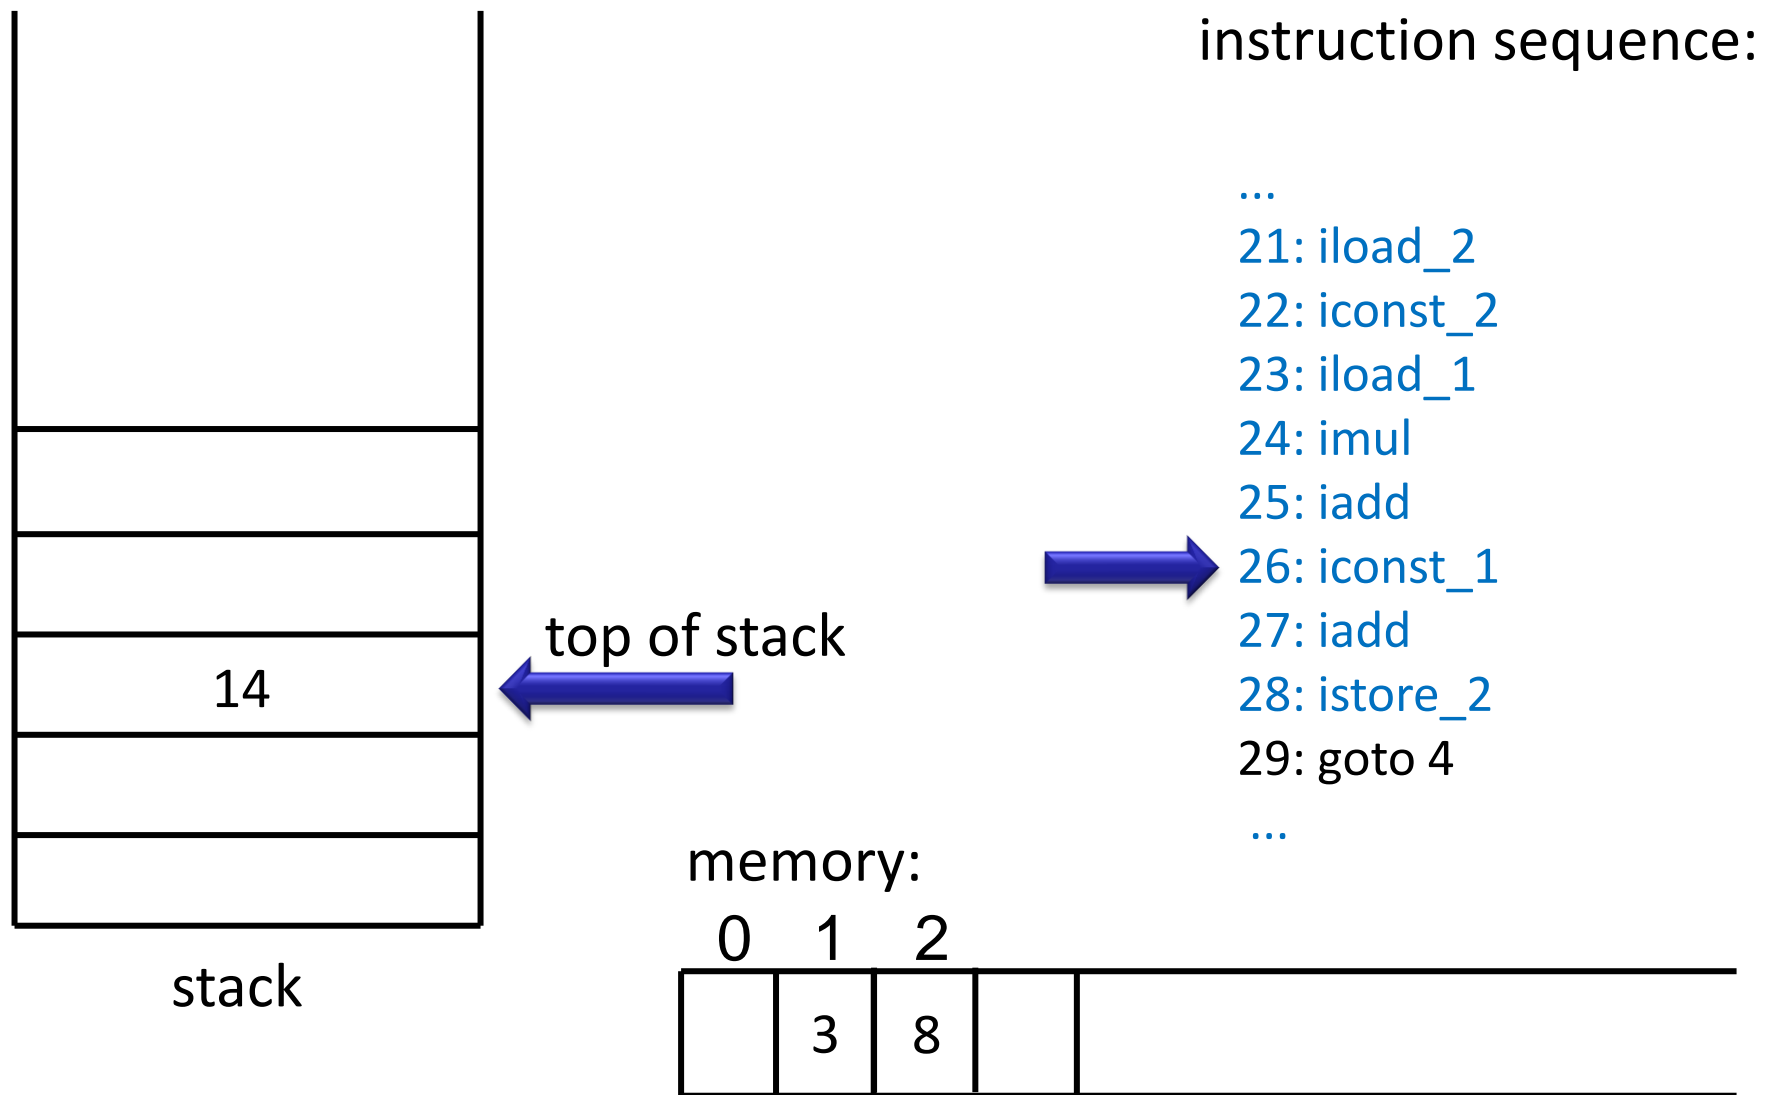 instruction sequence:
...
21: iload_2
22: iconst_2
23: iload_1
24: imul
25: iadd
26: iconst_1
27: iadd
28: istore_2
29: goto 4
...
top of stack
14
stack
memory:
0 1 2
3 8